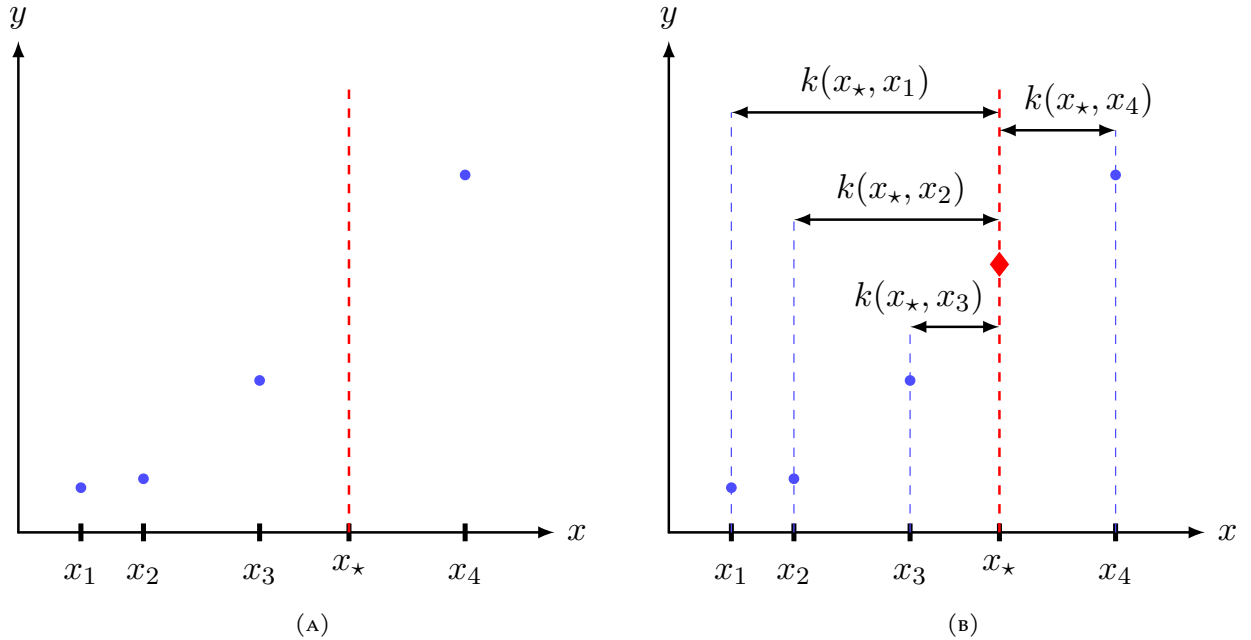 y
x
x₁ x₂ x₃ x⋆ x₄
(A)
y
k(x⋆, x₁)
k(x⋆, x₄)
k(x⋆, x₂)
k(x⋆, x₃)
x
x₁ x₂ x₃ x⋆ x₄
(B)